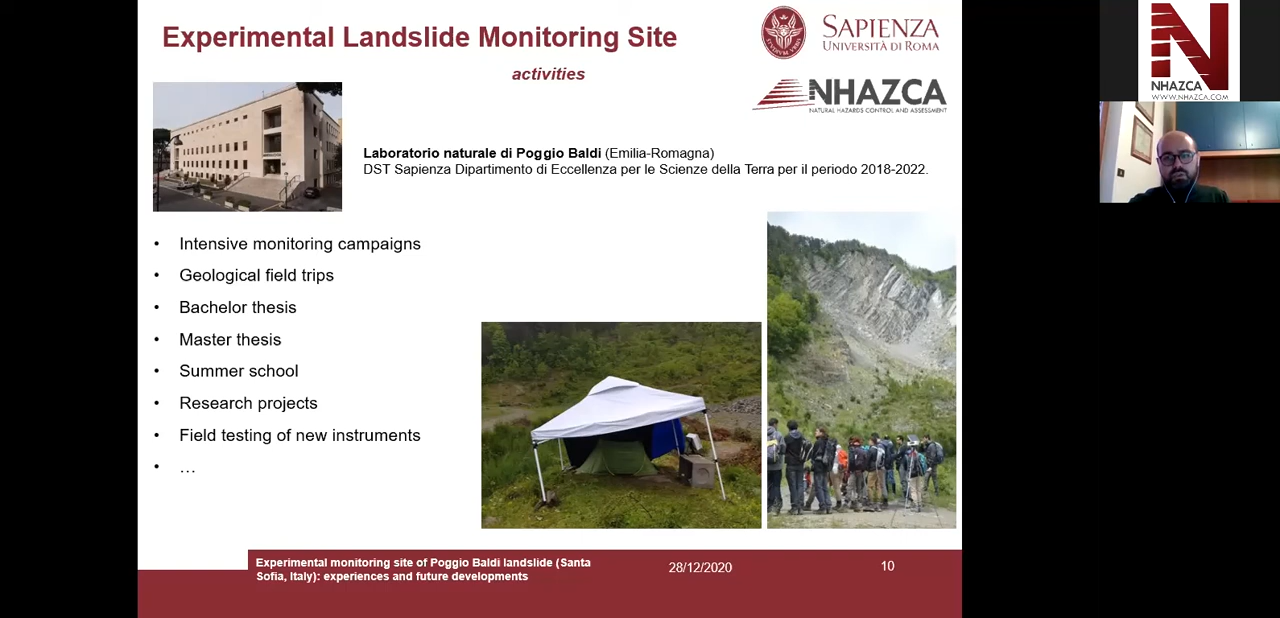 Experimental Landslide Monitoring Site
activities
SAPIENZA
UNIVERSITÀ DI ROMA
NHAZCA
NATURAL HAZARDS CONTROL AND ASSESSMENT
Laboratorio naturale di Poggio Baldi (Emilia-Romagna)
DST Sapienza Dipartimento di Eccellenza per le Scienze della Terra per il periodo 2018-2022.
• Intensive monitoring campaigns
• Geological field trips
• Bachelor thesis
• Master thesis
• Summer school
• Research projects
• Field testing of new instruments
• …
Experimental monitoring site of Poggio Baldi landslide (Santa
Sofia, Italy): experiences and future developments
28/12/2020
10
N
NHAZCA
WWW.NHAZCA.COM